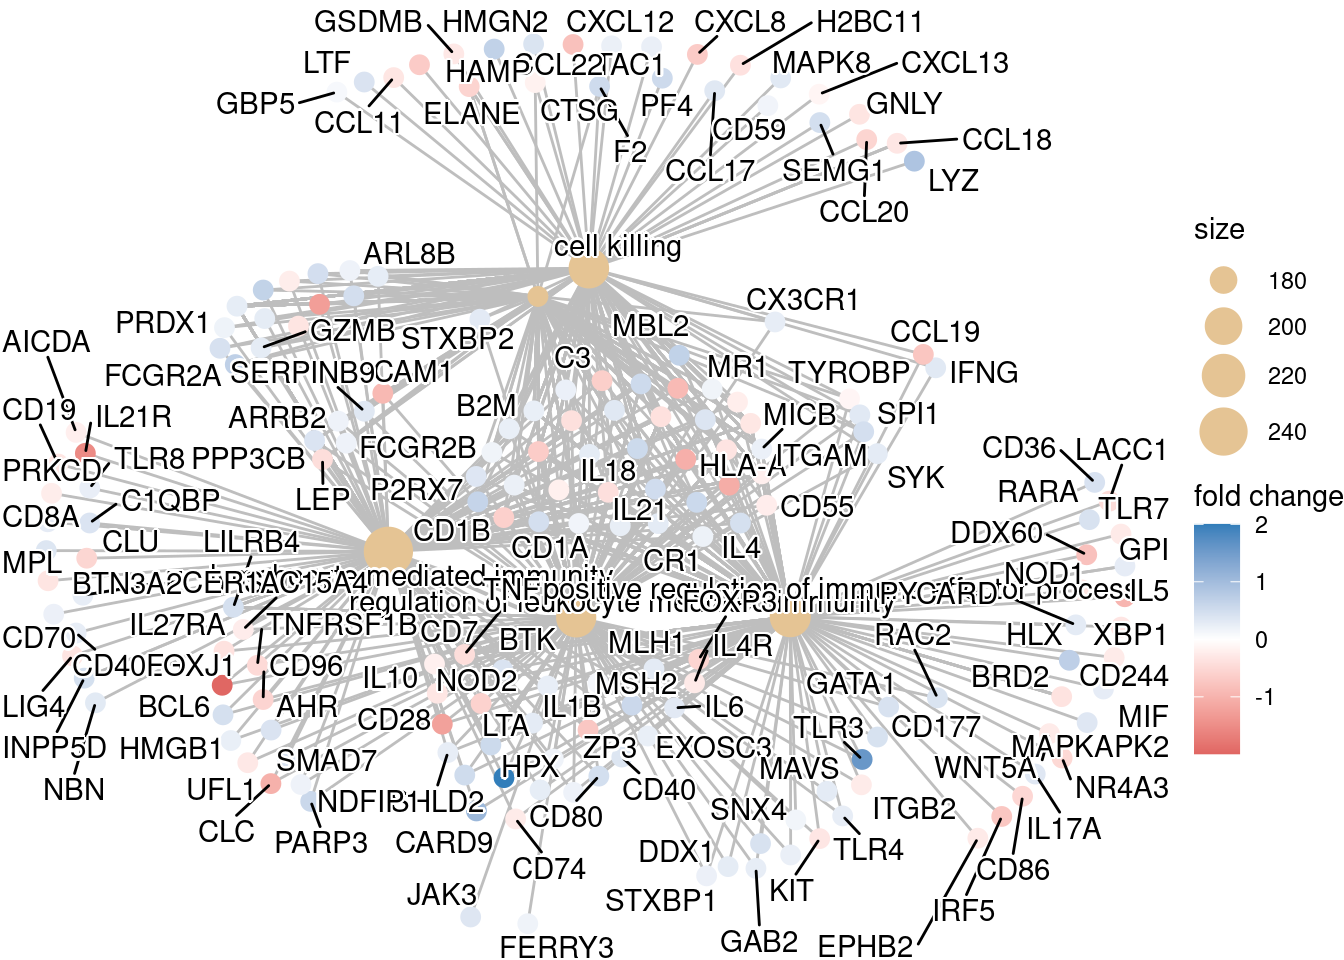 GSDMB
HMGN2
CXCL12
CXCL8
H2BC11
LTF
HAMP
CCL22
TAC1
MAPK8
CXCL13
GBP5
CCL11
ELANE
CTSG
PF4
GNLY
F2
CD59
CCL17
SEMG1
CCL18
LYZ
CCL20
cell killing
ARL8B
CX3CR1
PRDX1
GZMB
STXBP2
MBL2
CCL19
AICDA
FCGR2A
SERPINB9
C3
MR1
TYROBP
IFNG
CD19
IL21R
ARRB2
B2M
MICB
SPI1
PRKCD
TLR8
PPP3CB
FCGR2B
IL18
HLA-A
ITGAM
SYK
CD36
LACC1
C1QBP
LEP
P2RX7
IL21
CD55
RARA
TLR7
CD8A
CLU
LILRB4
CD1B
CD1A
CR1
IL4
DDX60
GPI
MPL
BTN3A2
mediated immunity
TNF
positive regulation of immune effector process
PYCARD
NOD1
IL5
regulation of leukocyte mediated immunity
FOXP3
IL27RA
TNFRSF1B
CD7
BTK
MLH1
IL4R
RAC2
HLX
XBP1
CD70
CD96
IL10
NOD2
MSH2
GATA1
BRD2
CD244
LIG4
BCL6
AHR
CD28
LTA
IL1B
IL6
TLR3
CD177
MIF
INPP5D
HMGB1
SMAD7
HPX
ZP3
EXOSC3
MAVS
WNT5A
MAPKAPK2
NBN
UFL1
CD80
CD40
SNX4
ITGB2
NR4A3
CLC
PARP3
CARD9
CD74
DDX1
TLR4
IL17A
JAK3
STXBP1
KIT
CD86
FERRY3
GAB2
EPHB2
IRF5
size
180
200
220
240
fold change
2
1
0
-1